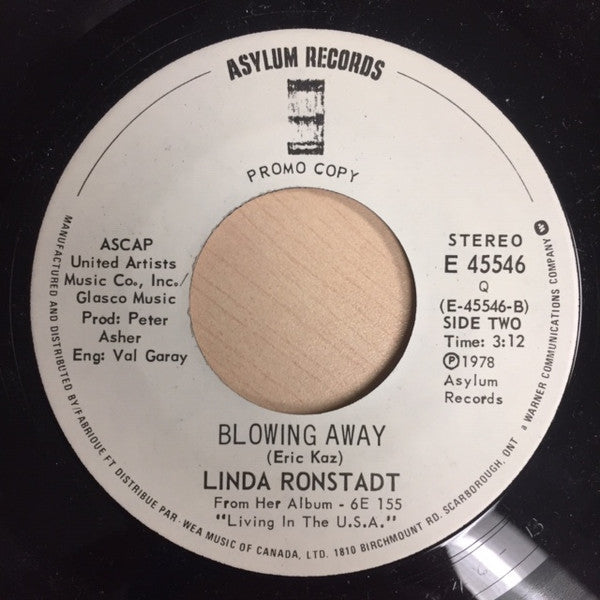 ASYLUM RECORDS
PROMO COPY
ASCAP
United Artists
Music Co., Inc./
Glasco Music
Prod: Peter
Asher
Eng: Val Garay
STEREO
E 45546
Q
(E-45546-B)
SIDE TWO
Time: 3:12
Ⓟ1978
Asylum
Records
BLOWING AWAY
(Eric Kaz)
LINDA RONSTADT
From Her Album - 6E 155
"Living In The U.S.A."
MANUFACTURED AND DISTRIBUTED BY/FABRIQUE ET DISTRIBUE PAR - WEA MUSIC OF CANADA, LTD. 1810 BIRCHMOUNT RD. SCARBOROUGH, ONT a WARNER COMMUNICATIONS COMPANY W